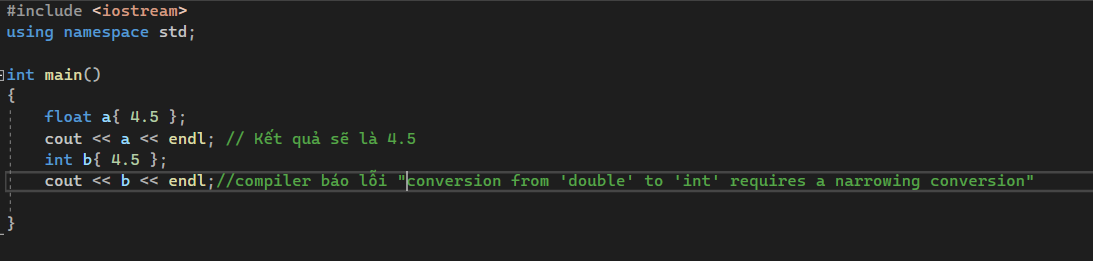 #include <iostream>
using namespace std;
int main()
{
float a{ 4.5 };
cout << a << endl; // Kết quả sẽ là 4.5
int b{ 4.5 };
cout << b << endl;//compiler báo lỗi "conversion from 'double' to 'int' requires a narrowing conversion"
}